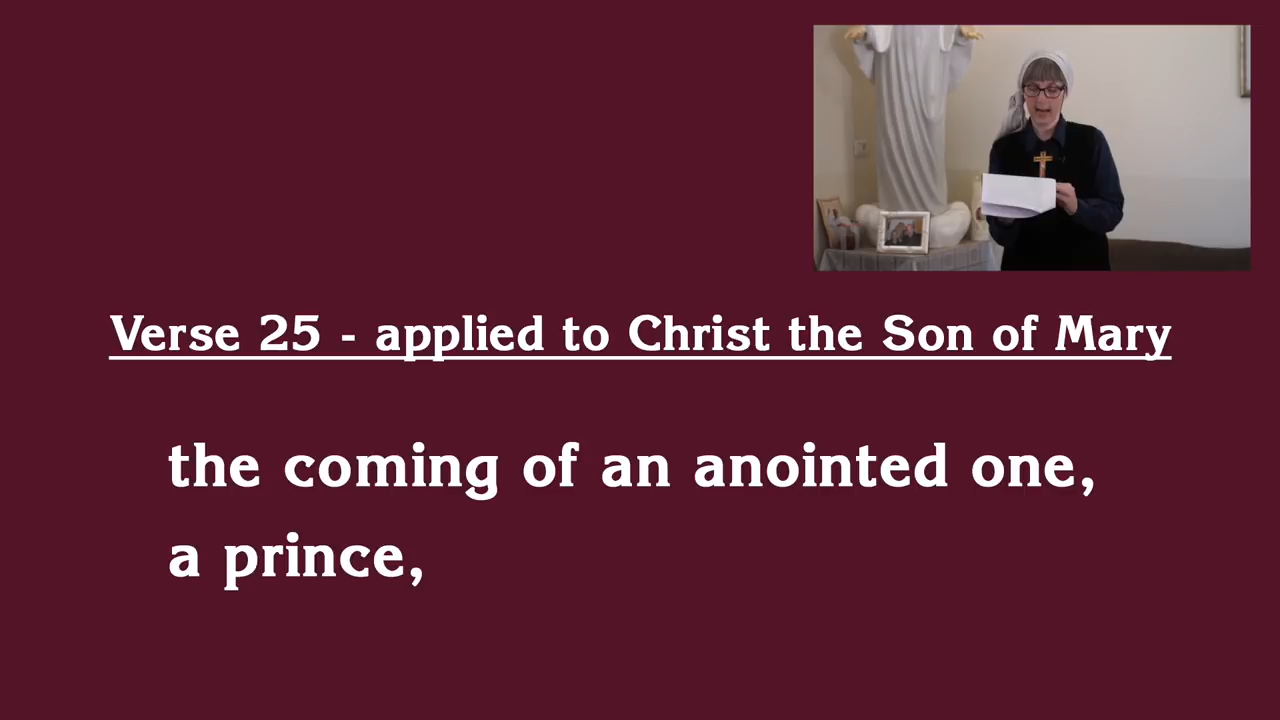 Verse 25 - applied to Christ the Son of Mary
the coming of an anointed one,
a prince,